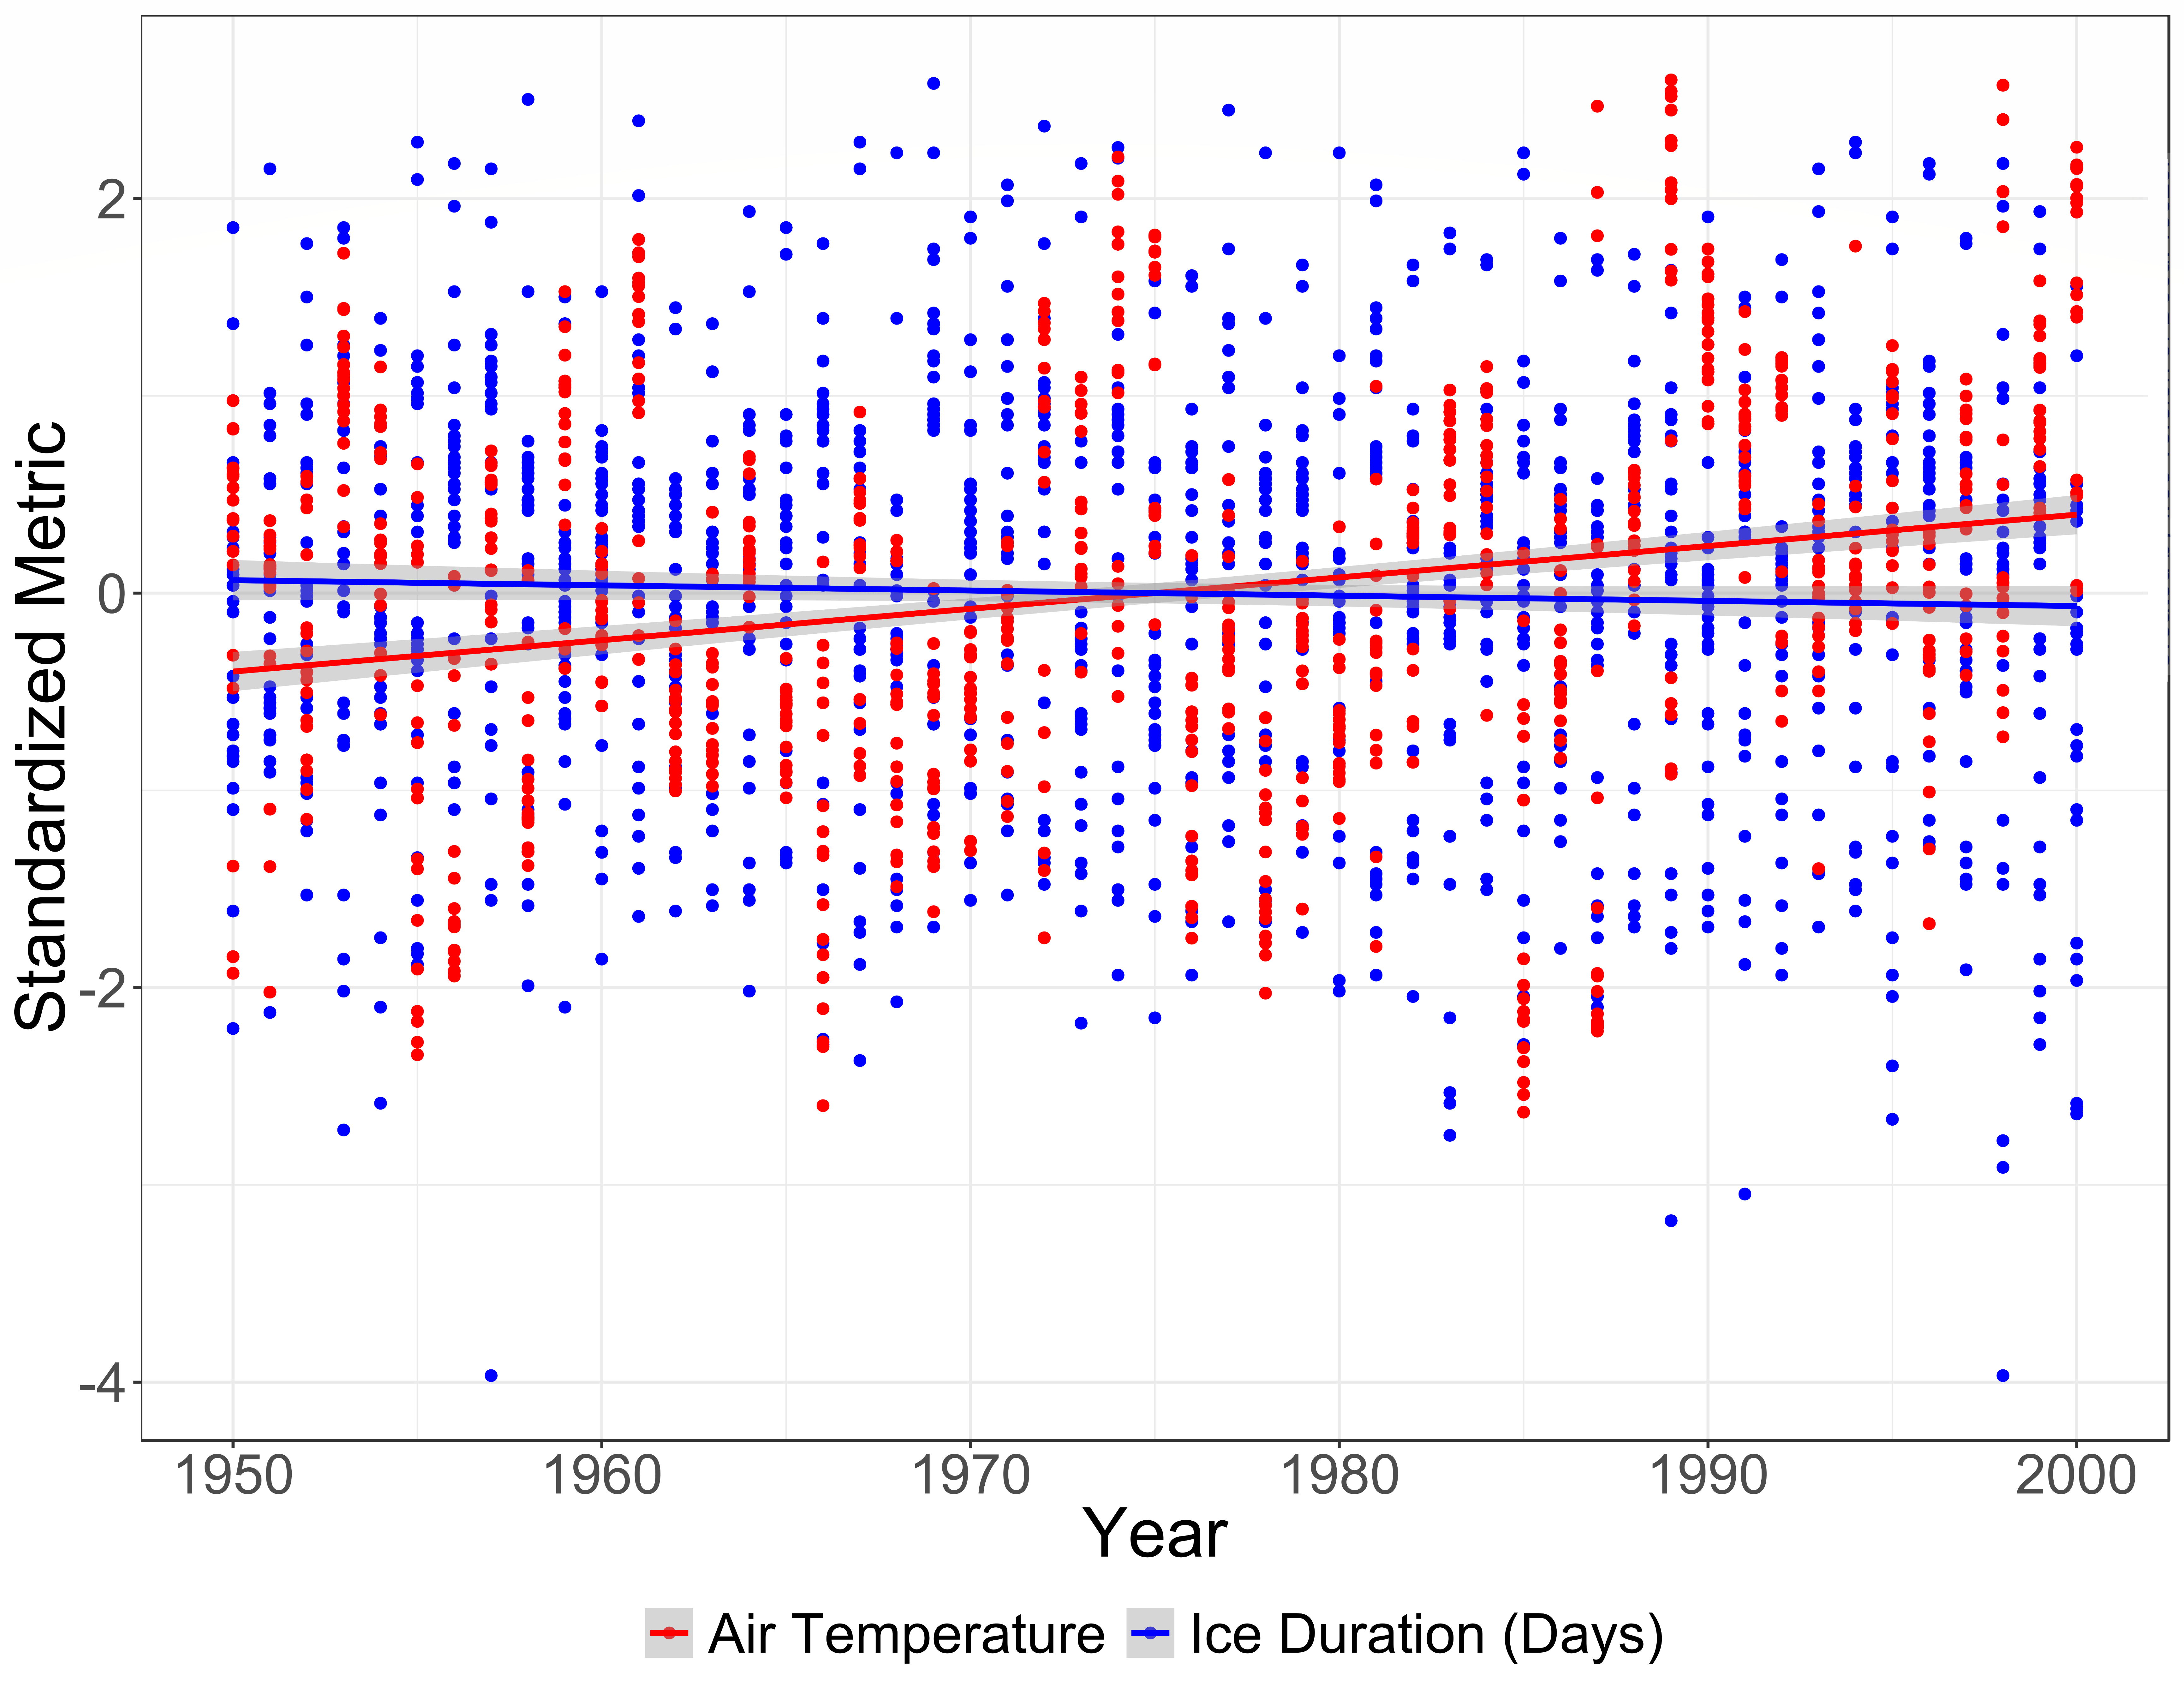 Standardized Metric
2
0
-2
-4
1950 1960 1970 1980 1990 2000
Year
Air Temperature Ice Duration (Days)